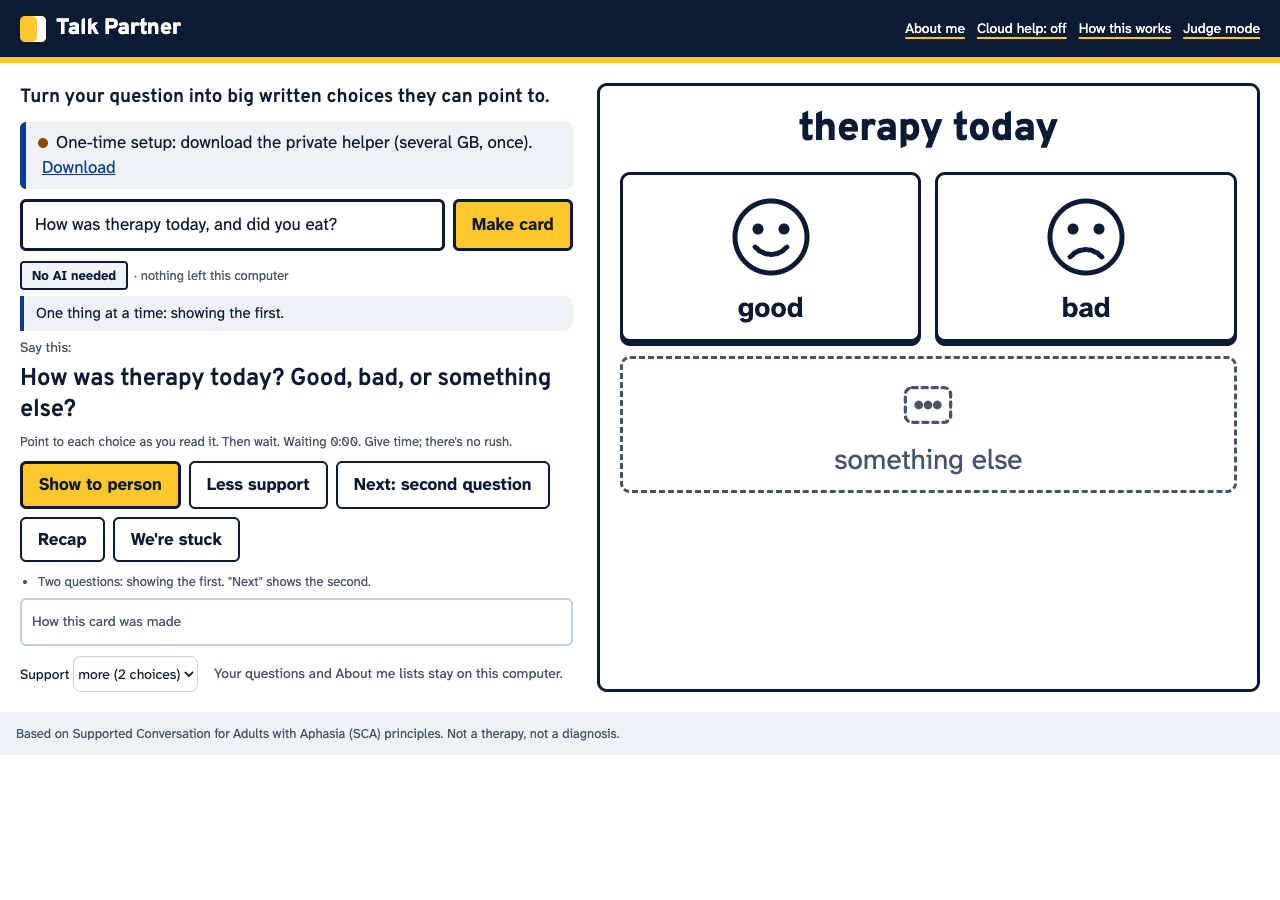 Talk Partner
About me Cloud help: off How this works Judge mode
Turn your question into big written choices they can point to.
One-time setup: download the private helper (several GB, once).
Download
How was therapy today, and did you eat?
Make card
No AI needed · nothing left this computer
One thing at a time: showing the first.
Say this:
How was therapy today? Good, bad, or something
else?
Point to each choice as you read it. Then wait. Waiting 0:00. Give time; there's no rush.
Show to person
Less support
Next: second question
Recap
We're stuck
• Two questions: showing the first. "Next" shows the second.
How this card was made
Support more (2 choices) Your questions and About me lists stay on this computer.
therapy today
good
bad
something else
Based on Supported Conversation for Adults with Aphasia (SCA) principles. Not a therapy, not a diagnosis.